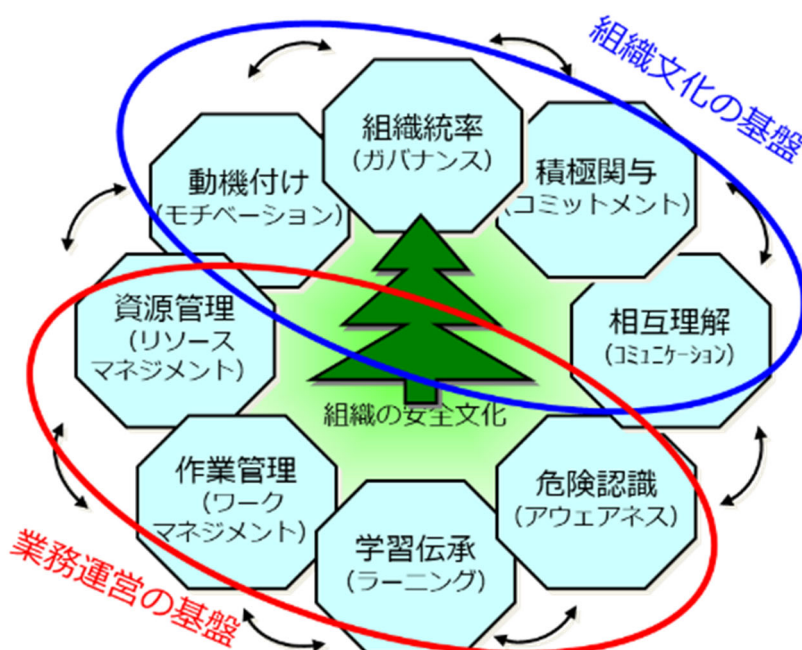 組織文化の基盤
組織統率
(ガバナンス)
動機付け
(モチベーション)
積極関与
(コミットメント)
資源管理
(リソース
マネジメント)
相互理解
(コミュニケーション)
組織の安全文化
作業管理
(ワーク
マネジメント)
危険認識
(アウェアネス)
学習伝承
(ラーニング)
業務運営の基盤